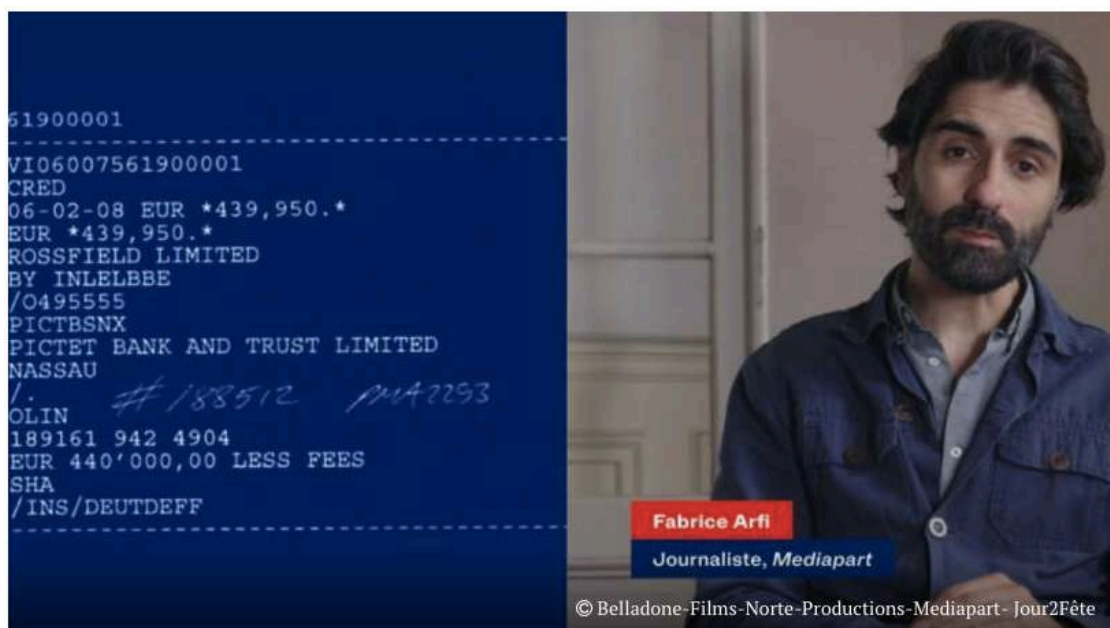 61900001
VI06007561900001
CRED
06-02-08 EUR *439,950.*
EUR *439,950.*
ROSSFIELD LIMITED
BY INLELBBE
/0495555
PICTBSNX
PICTET BANK AND TRUST LIMITED
NASSAU
/.
#188512 PMA2253
OLIN
189161 942 4904
EUR 440'000,00 LESS FEES
SHA
/INS/DEUTDEFF
Fabrice Arfi
Journaliste, Mediapart
© Belladone-Films-Norte-Productions-Mediapart- Jour2Fête